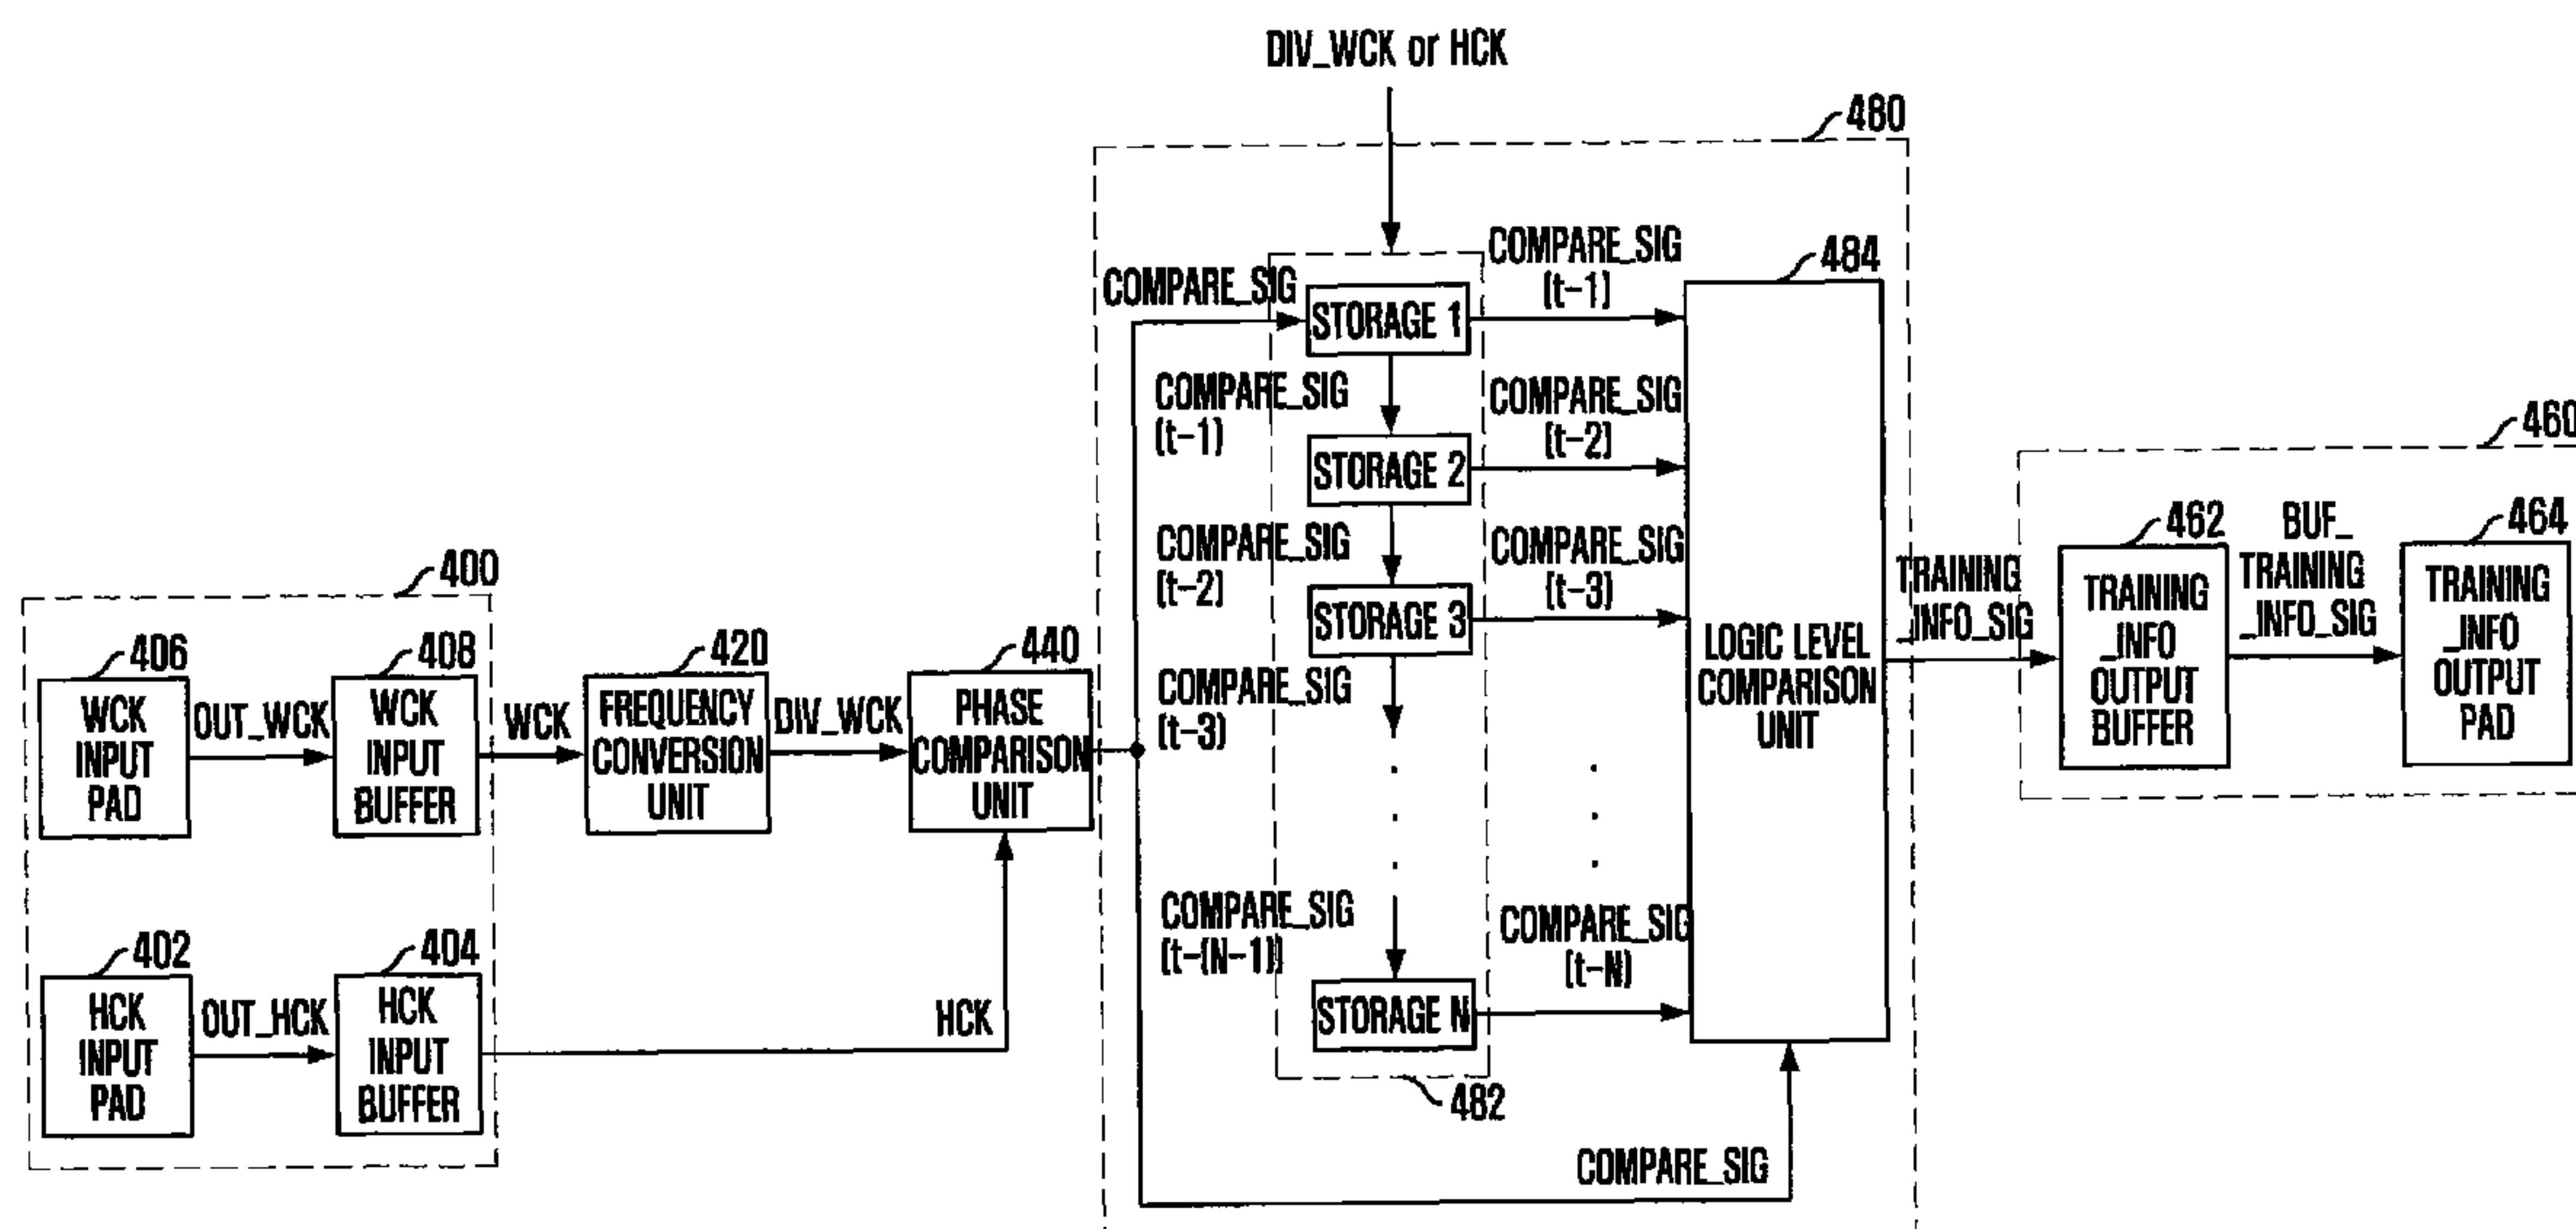 DIV_WCK or HCK
480
COMPARE_SIG
COMPARE_SIG
(t-1)
484
STORAGE 1
COMPARE_SIG
(t-1)
COMPARE_SIG
(t-2)
STORAGE 2
COMPARE_SIG
(t-2)
COMPARE_SIG
(t-3)
STORAGE 3
COMPARE_SIG
(t-3)
COMPARE_SIG
(t-(N-1))
COMPARE_SIG
(t-N)
STORAGE N
482
COMPARE_SIG
LOGIC LEVEL
COMPARISON
UNIT
400
406
WCK
INPUT
PAD
OUT_WCK
408
WCK
INPUT
BUFFER
WCK
420
FREQUENCY
CONVERSION
UNIT
DIV_WCK
440
PHASE
COMPARISON
UNIT
402
HCK
INPUT
PAD
OUT_HCK
404
HCK
INPUT
BUFFER
HCK
TRAINING
_INFO_SIG
460
462
TRAINING
_INFO
OUTPUT
BUFFER
BUF_
TRAINING
_INFO_SIG
464
TRAINING
_INFO
OUTPUT
PAD